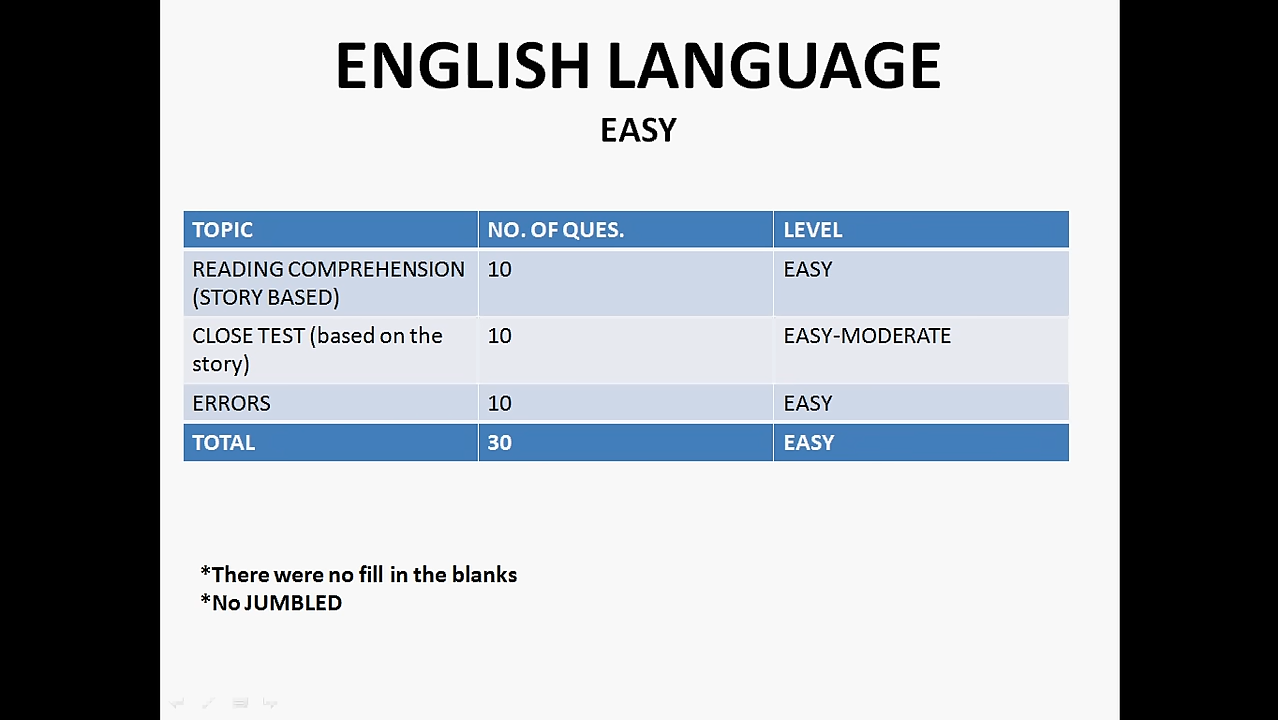 ENGLISH LANGUAGE
EASY
TOPIC NO. OF QUES. LEVEL
READING COMPREHENSION 10 EASY
(STORY BASED)
CLOSE TEST (based on the 10 EASY-MODERATE
story)
ERRORS 10 EASY
TOTAL 30 EASY
*There were no fill in the blanks
*No JUMBLED